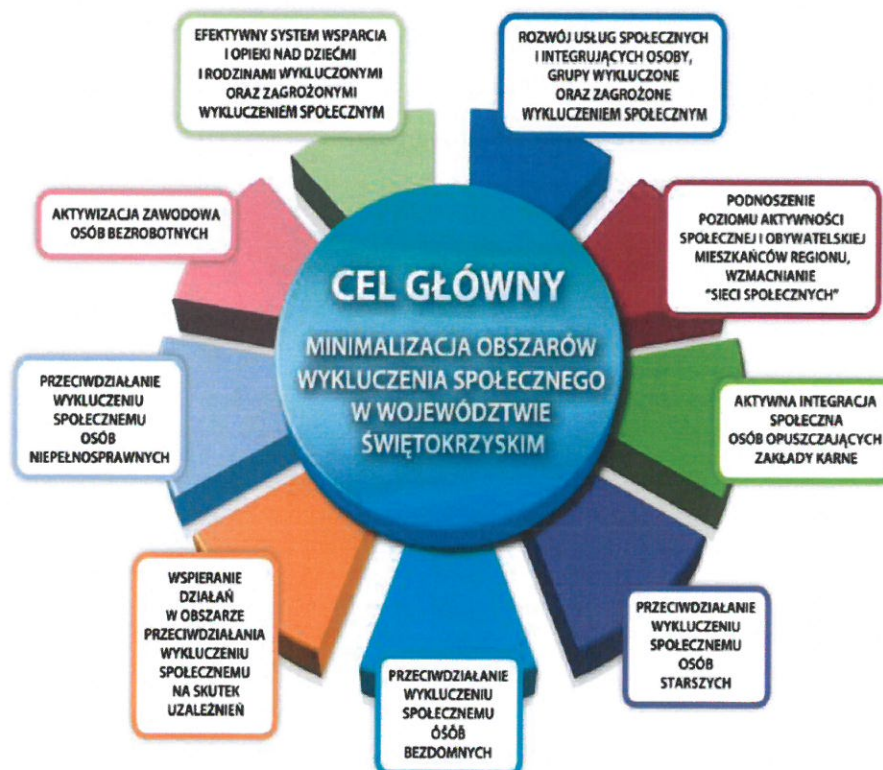 EFEKTYWNY SYSTEM WSPARCIA
I OPIEKI NAD DZIEĆMI
I RODZINAMI WYKLUCZONYMI
ORAZ ZAGROŻONYMI
WYKLUCZENIEM SPOŁECZNYM
ROZWÓJ USŁUG SPOŁECZNYCH
I INTEGRUJĄCYCH OSOBY,
GRUPY WYKLUCZONE
ORAZ ZAGROŻONE
WYKLUCZENIEM SPOŁECZNYM
AKTYWIZACJA ZAWODOWA
OSÓB BEZROBOTNYCH
PODNOSZENIE
POZIOMU AKTYWNOŚCI
SPOŁECZNEJ I OBYWATELSKIEJ
MIESZKAŃCÓW REGIONU,
WZMACNIANIE
"SIECI SPOŁECZNYCH"
CEL GŁÓWNY
MINIMALIZACJA OBSZARÓW
WYKLUCZENIA SPOŁECZNEGO
W WOJEWÓDZTWIE
ŚWIĘTOKRZYSKIM
PRZECIWDZIAŁANIE
WYKLUCZENIU
SPOŁECZNEMU
OSÓB
NIEPEŁNOSPRAWNYCH
AKTYWNA INTEGRACJA
SPOŁECZNA
OSÓB OPUSZCZAJĄCYCH
ZAKŁADY KARNE
WSPIERANIE
DZIAŁAŃ
W OBSZARZE
PRZECIWDZIAŁANIA
WYKLUCZENIU
SPOŁECZNEMU
NA SKUTEK
UZALEŻNIEŃ
PRZECIWDZIAŁANIE
WYKLUCZENIU
SPOŁECZNEMU
ÓSÓB
BEZDOMNYCH
PRZECIWDZIAŁANIE
WYKLUCZENIU
SPOŁECZNEMU
OSÓB
STARSZYCH